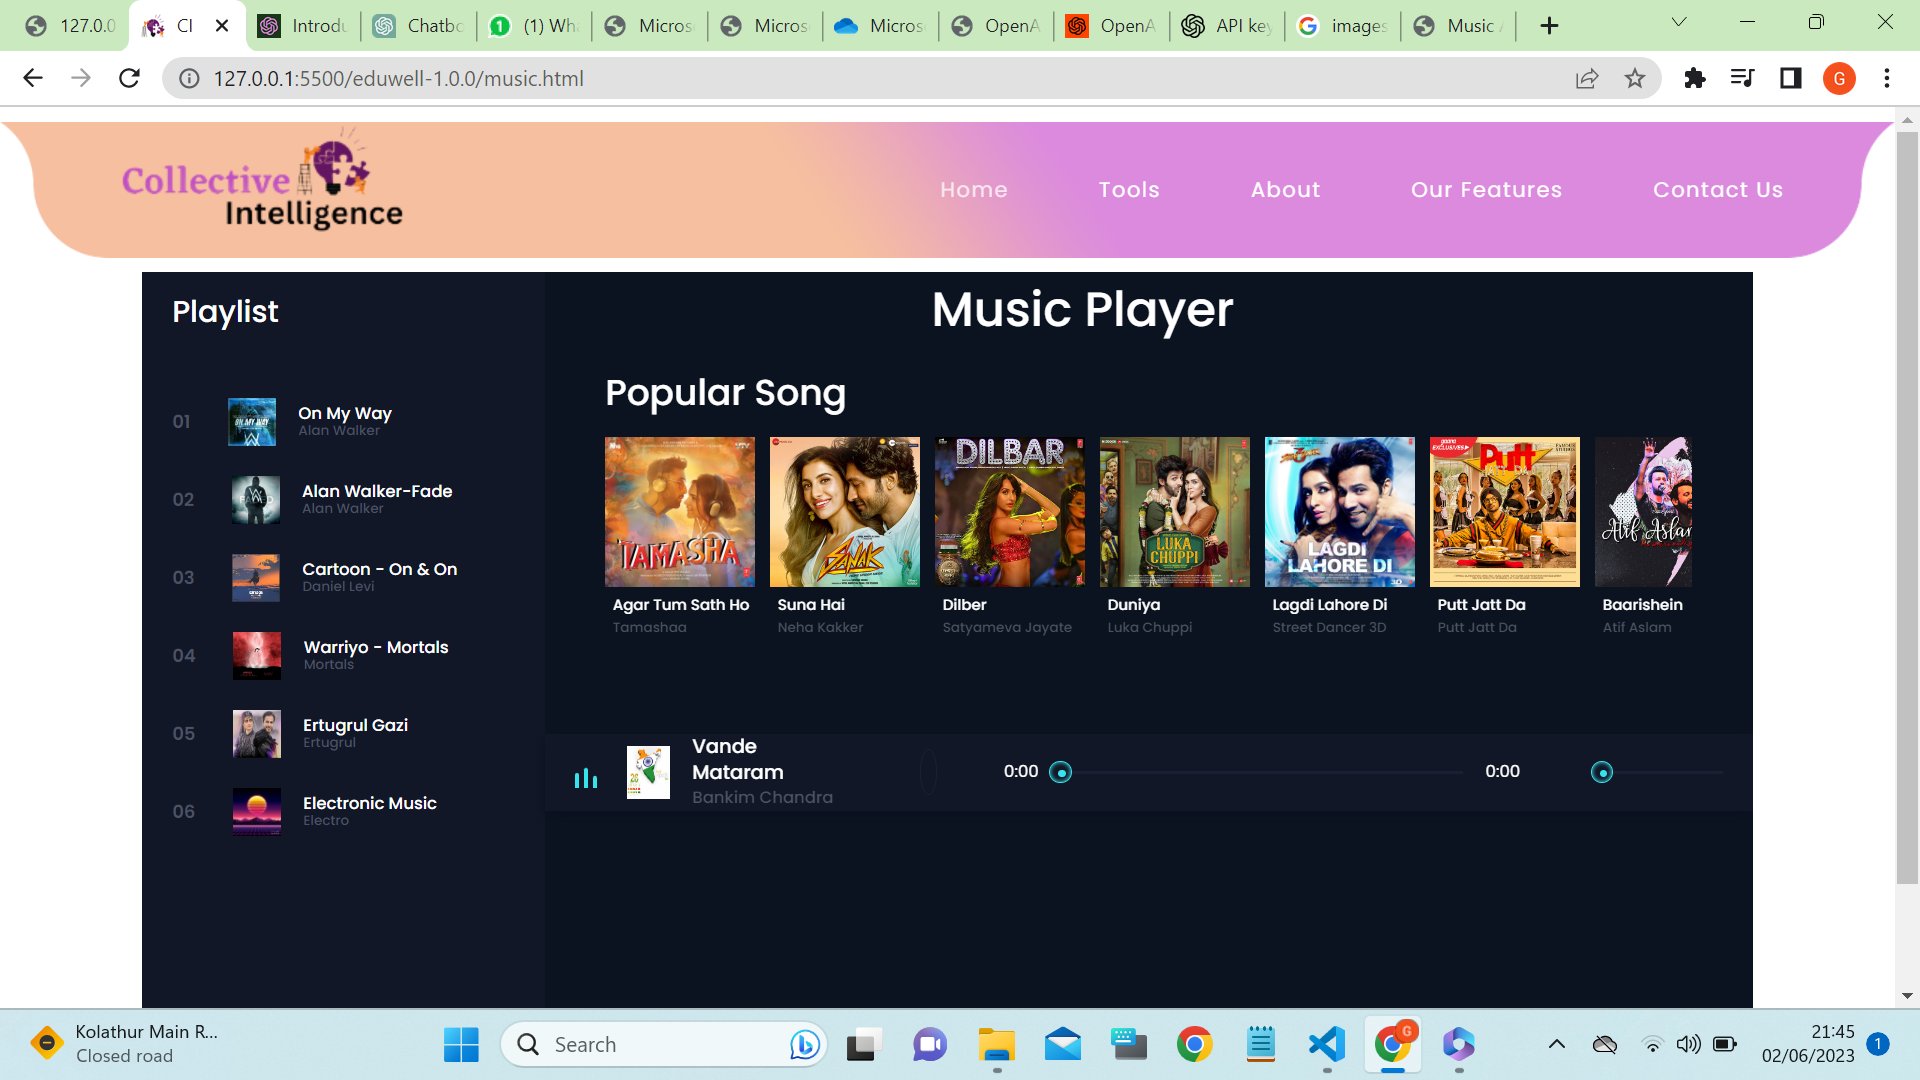 127.0.0
CI
Introdu
Chatbo
(1) Wha
Micros
Micros
Micros
OpenA
OpenA
API key
images
Music A
127.0.0.1:5500/eduwell-1.0.0/music.html
G
Collective
Intelligence
Home
Tools
About
Our Features
Contact Us
Playlist
01
On My Way
Alan Walker
02
Alan Walker-Fade
Alan Walker
03
Cartoon - On & On
Daniel Levi
04
Warriyo - Mortals
Mortals
05
Ertugrul Gazi
Ertugrul
06
Electronic Music
Electro
Music Player
Popular Song
TAMASHA
SANAK
DILBAR
LUKA
CHUPPI
LAGDI
LAHORE DI
3D
gaana
EXCLUSIVES
Putt
Atif Aslam
Agar Tum Sath Ho
Tamashaa
Suna Hai
Neha Kakker
Dilber
Satyameva Jayate
Duniya
Luka Chuppi
Lagdi Lahore Di
Street Dancer 3D
Putt Jatt Da
Putt Jatt Da
Baarishein
Atif Aslam
Vande
Mataram
Bankim Chandra
0:00
0:00
Kolathur Main R...
Closed road
Search
G
21:45
02/06/2023
1